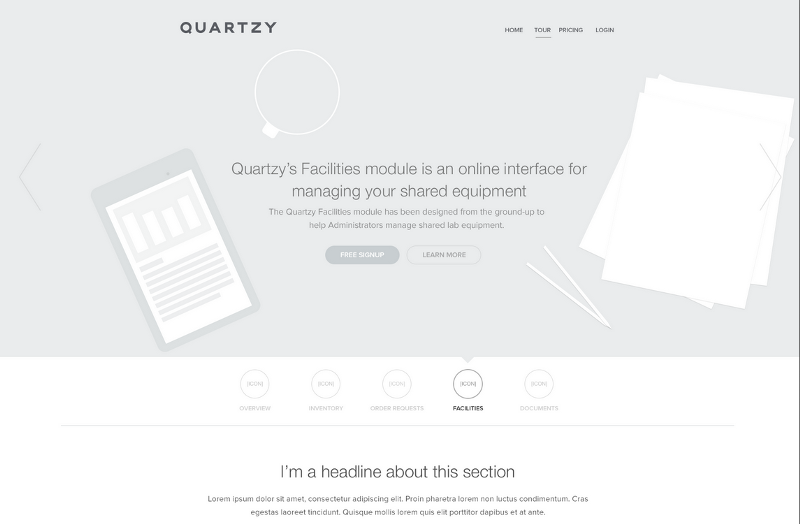 QUARTZY
HOME TOUR PRICING LOGIN
Quartzy's Facilities module is an online interface for
managing your shared equipment
The Quartzy Facilities module has been designed from the ground-up to
help Administrators manage shared lab equipment.
FREE SIGNUP LEARN MORE
[ICON] [ICON] [ICON] [ICON] [ICON]
OVERVIEW INVENTORY ORDER REQUESTS FACILITIES DOCUMENTS
I'm a headline about this section
Lorem ipsum dolor sit amet, consectetur adipiscing elit. Proin pharetra lorem non luctus condimentum. Cras
egestas laoreet tincidunt. Quisque mollis lorem quis elit porttitor dapibus et at ante.